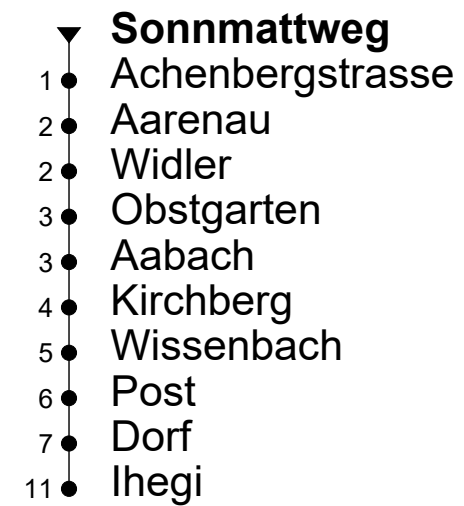 Sonnmattweg
1 Achenbergstrasse
2 Aarenau
2 Widler
3 Obstgarten
3 Aabach
4 Kirchberg
5 Wissenbach
6 Post
7 Dorf
11 Ihegi